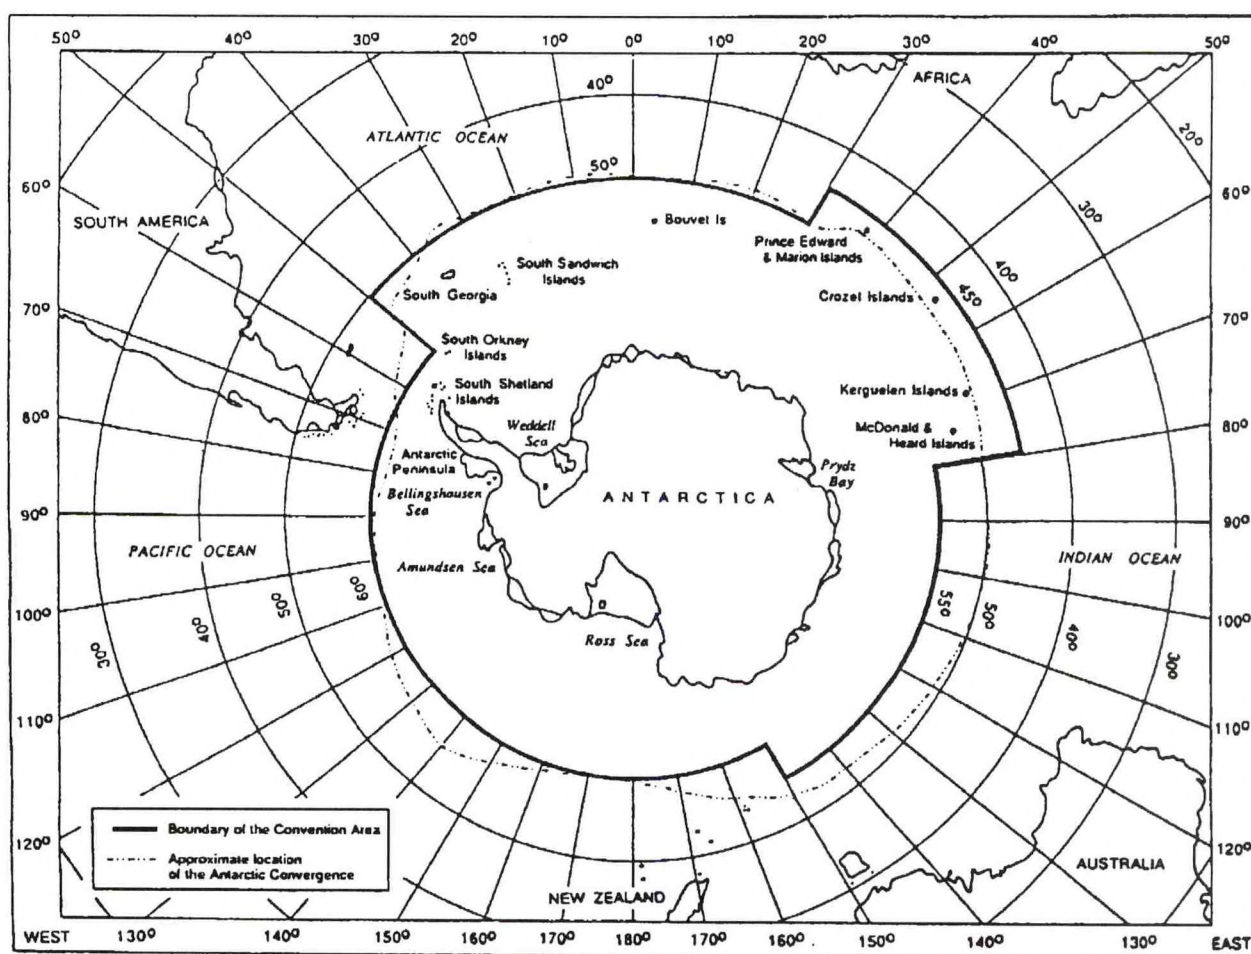 50° 40° 30° 20° 10° 0° 10° 20° 30° 40° 50°
AFRICA
40°
ATLANTIC OCEAN
20°
50°
60°
60°
SOUTH AMERICA
Bouvet Is
30°
Prince Edward
& Marion Islands
South Sandwich
Islands
40°
South Georgia
Crozet Islands
45°
70°
70°
South Orkney
Islands
South Shetland
Islands
Kerguelen Islands
80°
80°
Weddell
Sea
McDonald &
Heard Islands
Antarctic
Peninsula
Prydz
Bay
Bellingshausen
Sea
ANTARCTICA
90°
90°
PACIFIC OCEAN
INDIAN OCEAN
Amundsen Sea
60°
50°
40°
30°
55°
50°
40°
30°
100°
100°
Ross Sea
110°
110°
Boundary of the Convention Area
Approximate location
of the Antarctic Convergence
120°
120°
AUSTRALIA
NEW ZEALAND
WEST 130° 140° 150° 160° 170° 180° 170° 160° 150° 140° 130° EAST